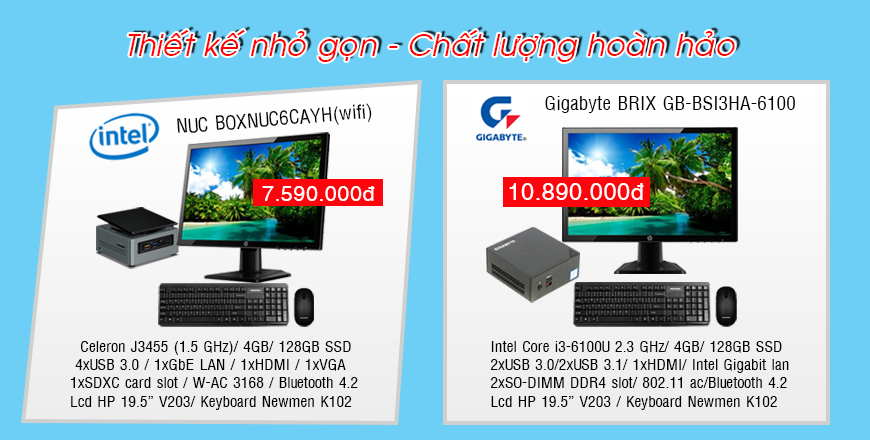 Thiết kế nhỏ gọn - Chất lượng hoàn hảo
intel
NUC BOXNUC6CAYH(wifi)
7.590.000đ
Celeron J3455 (1.5 GHz)/ 4GB/ 128GB SSD
4xUSB 3.0 / 1xGbE LAN / 1xHDMI / 1xVGA
1xSDXC card slot / W-AC 3168 / Bluetooth 4.2
Lcd HP 19.5” V203/ Keyboard Newmen K102
GIGABYTE
Gigabyte BRIX GB-BSI3HA-6100
10.890.000đ
GIGABYTE
Intel Core i3-6100U 2.3 GHz/ 4GB/ 128GB SSD
2xUSB 3.0/2xUSB 3.1/ 1xHDMI/ Intel Gigabit lan
2xSO-DIMM DDR4 slot/ 802.11 ac/Bluetooth 4.2
Lcd HP 19.5” V203/ Keyboard Newmen K102